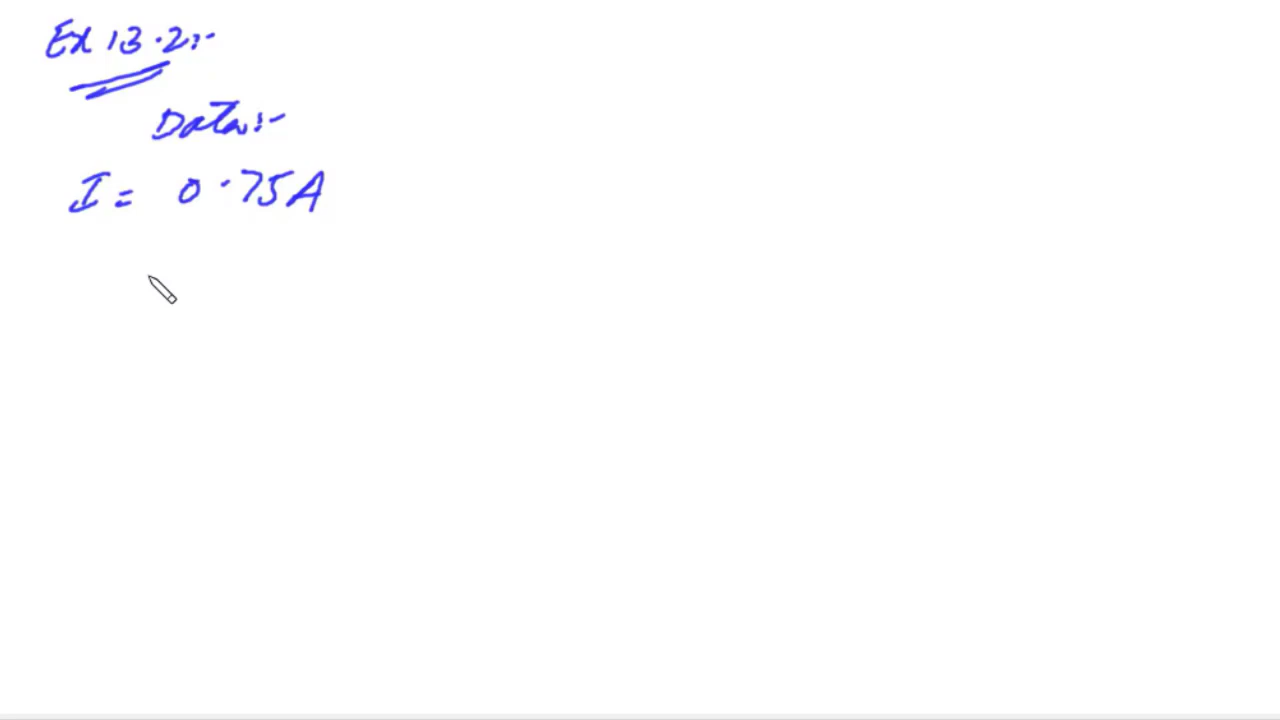 Ex 13.2:-
Data:-
I = 0.75A